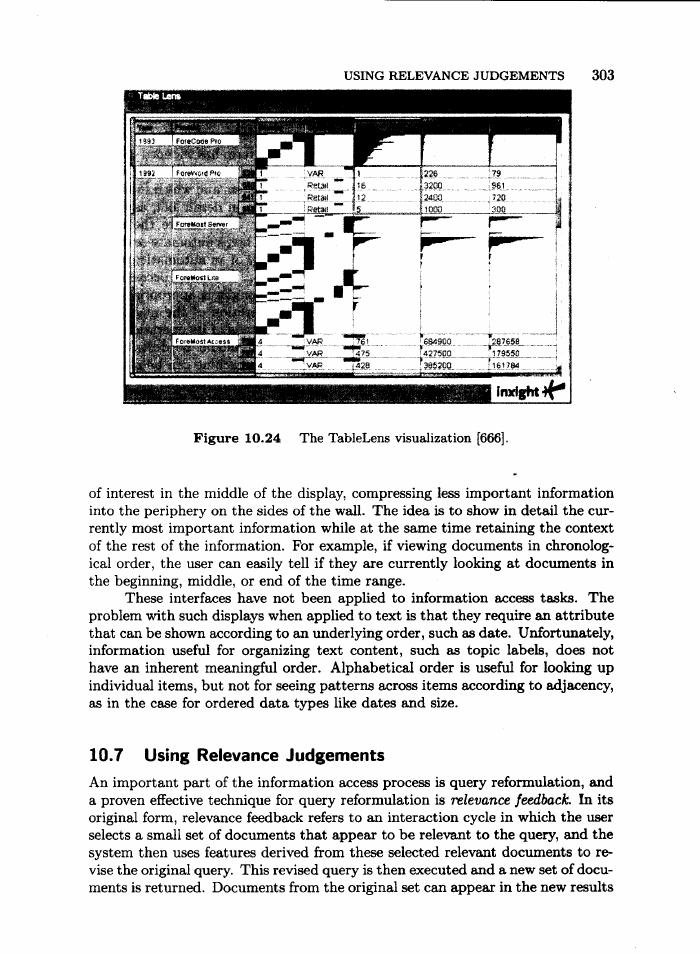 USING RELEVANCE JUDGEMENTS 303
Table Lens
1993 ForeCode Pro
1992 ForeWord Pro 1 VAR 1 226 79
1 Retail 16 3200 961
1 Retail 12 2400 720
1 Retail 5 1000 300
ForeMost Server
ForeMost Lite
ForeMost Access 4 VAR 761 684900 287658
4 VAR 475 427500 179550
4 VAR 428 385200 161784
inxight
Figure 10.24 The TableLens visualization [666].
of interest in the middle of the display, compressing less important information
into the periphery on the sides of the wall. The idea is to show in detail the cur-
rently most important information while at the same time retaining the context
of the rest of the information. For example, if viewing documents in chronolog-
ical order, the user can easily tell if they are currently looking at documents in
the beginning, middle, or end of the time range.
These interfaces have not been applied to information access tasks. The
problem with such displays when applied to text is that they require an attribute
that can be shown according to an underlying order, such as date. Unfortunately,
information useful for organizing text content, such as topic labels, does not
have an inherent meaningful order. Alphabetical order is useful for looking up
individual items, but not for seeing patterns across items according to adjacency,
as in the case for ordered data types like dates and size.
10.7 Using Relevance Judgements
An important part of the information access process is query reformulation, and
a proven effective technique for query reformulation is relevance feedback. In its
original form, relevance feedback refers to an interaction cycle in which the user
selects a small set of documents that appear to be relevant to the query, and the
system then uses features derived from these selected relevant documents to re-
vise the original query. This revised query is then executed and a new set of docu-
ments is returned. Documents from the original set can appear in the new results